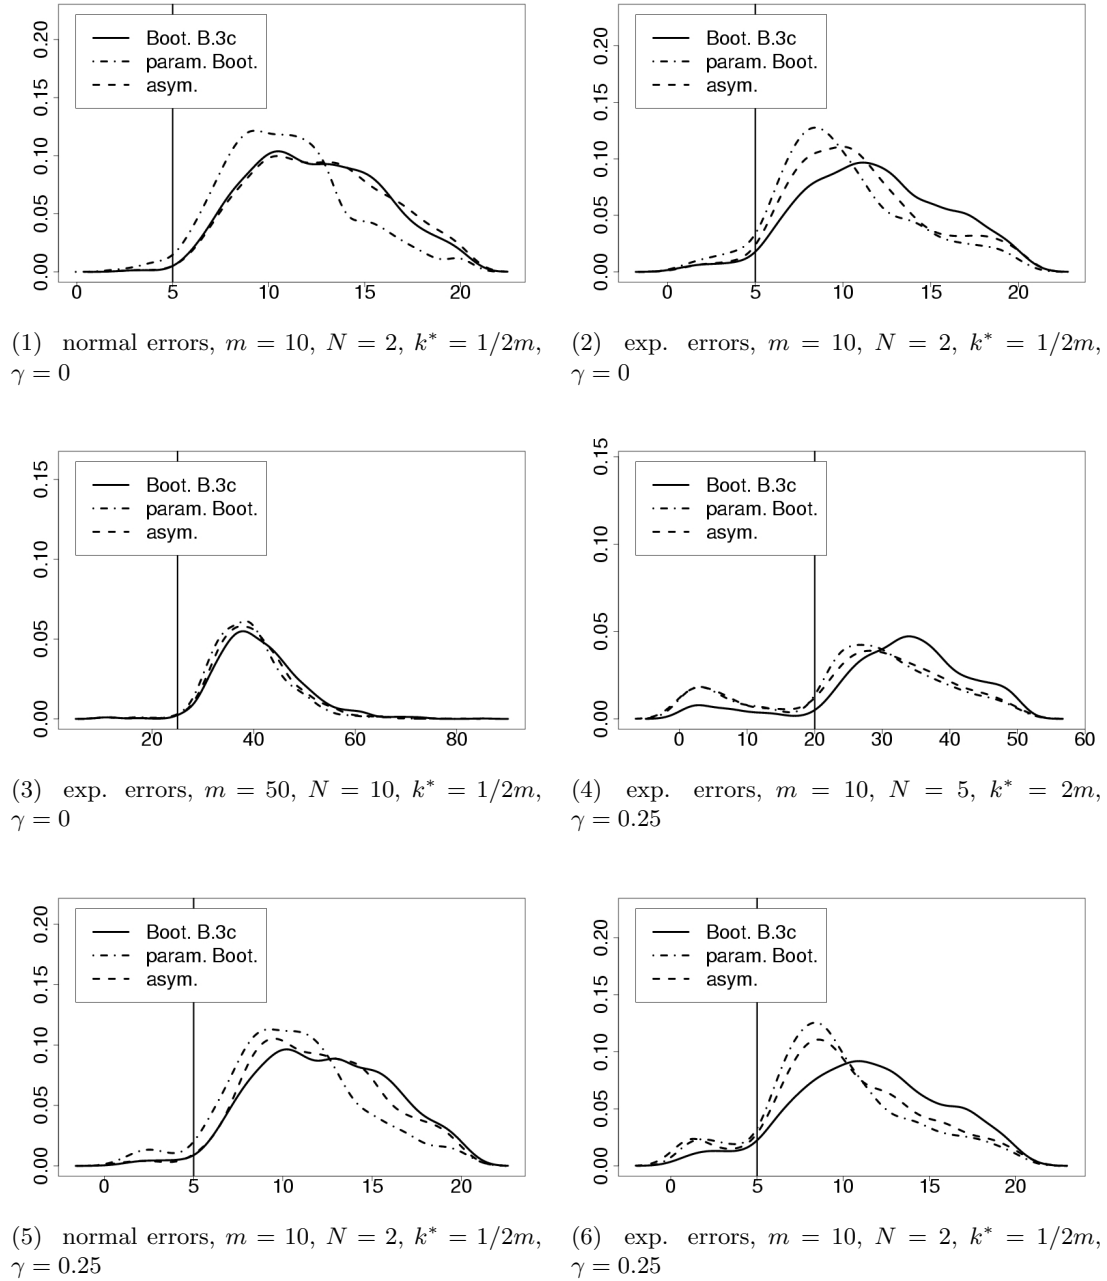 0.00 0.05 0.10 0.15 0.20
Boot. B.3c
param. Boot.
asym.
0 5 10 15 20
(1) normal errors, m = 10, N = 2, k* = 1/2m,
γ = 0
0.00 0.05 0.10 0.15 0.20
Boot. B.3c
param. Boot.
asym.
0 5 10 15 20
(2) exp. errors, m = 10, N = 2, k* = 1/2m,
γ = 0
0.00 0.05 0.10 0.15
Boot. B.3c
param. Boot.
asym.
20 40 60 80
(3) exp. errors, m = 50, N = 10, k* = 1/2m,
γ = 0
0.00 0.05 0.10 0.15
Boot. B.3c
param. Boot.
asym.
0 10 20 30 40 50 60
(4) exp. errors, m = 10, N = 5, k* = 2m,
γ = 0.25
0.00 0.05 0.10 0.15 0.20
Boot. B.3c
param. Boot.
asym.
0 5 10 15 20
(5) normal errors, m = 10, N = 2, k* = 1/2m,
γ = 0.25
0.00 0.05 0.10 0.15 0.20
Boot. B.3c
param. Boot.
asym.
0 5 10 15 20
(6) exp. errors, m = 10, N = 2, k* = 1/2m,
γ = 0.25